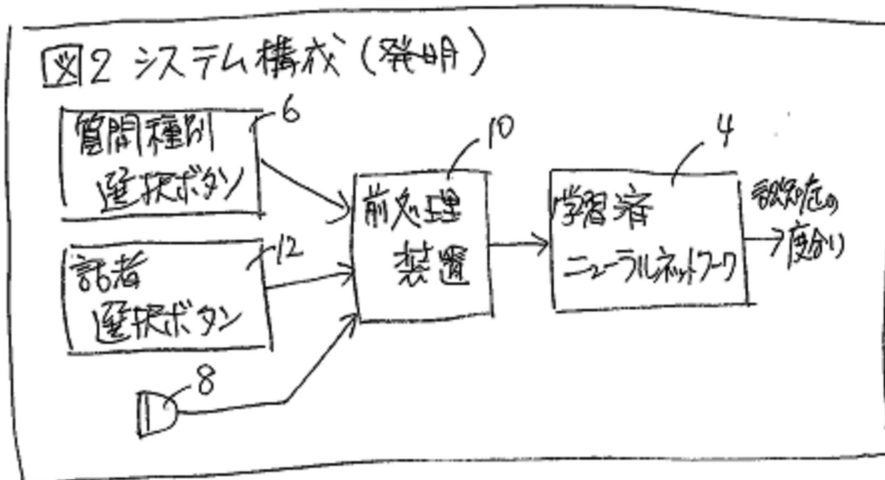 図2 システム構成 (発明)
6
質問種別
選択ボタン
12
話者
選択ボタン
8
10
前処理
装置
4
学習済
ニューラルネットワーク
認知症の
度合い